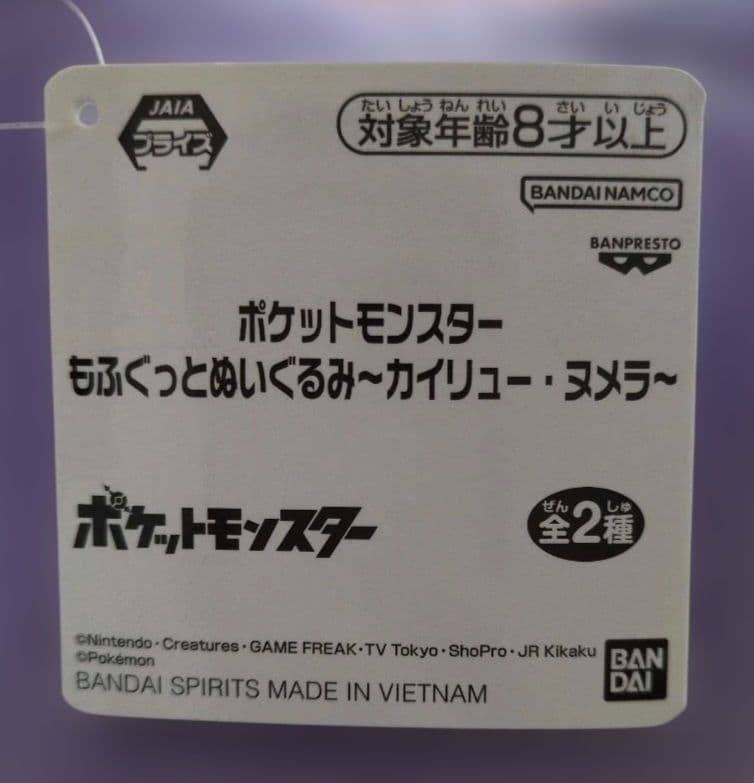 JAIA
プライズ
たいしょうねんれい さいいじょう
対象年齢8才以上
BANDAI NAMCO
BANPRESTO
ポケットモンスター
もふぐっとぬいぐるみ~カイリュー・ヌメラ~
ポケットモンスター
ぜん しゅ
全2種
©Nintendo・Creatures・GAME FREAK・TV Tokyo・ShoPro・JR Kikaku
©Pokémon
BANDAI SPIRITS MADE IN VIETNAM
BAN
DAI